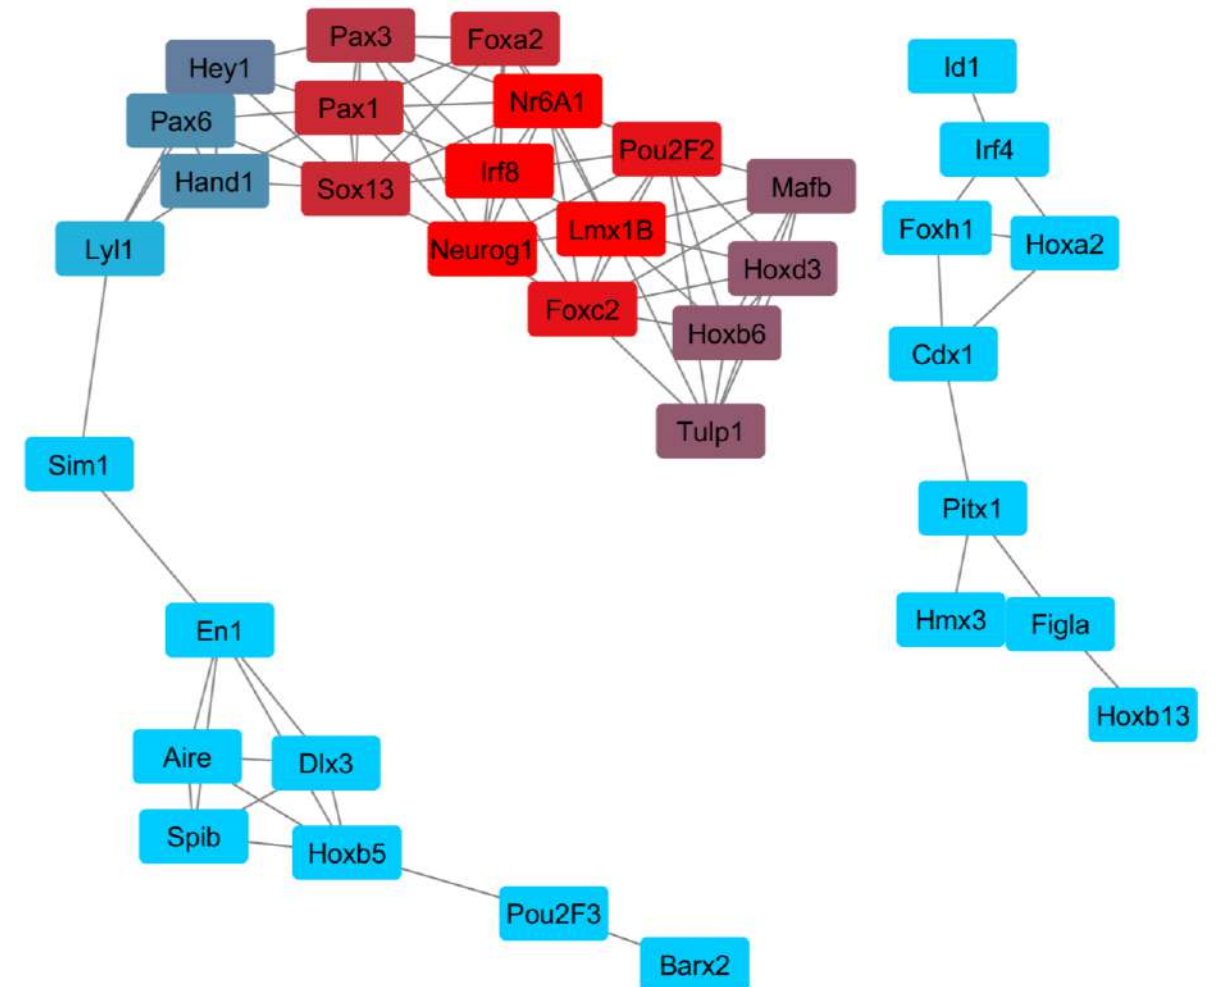 Pax3
Foxa2
Hey1
Id1
Nr6A1
Pax1
Pax6
Pou2F2
Irf4
Irf8
Hand1
Sox13
Mafb
Foxh1
Lmx1B
Hoxa2
Lyl1
Neurog1
Hoxd3
Foxc2
Hoxb6
Cdx1
Tulp1
Sim1
Pitx1
Hmx3
Figla
En1
Hoxb13
Aire
Dlx3
Spib
Hoxb5
Pou2F3
Barx2